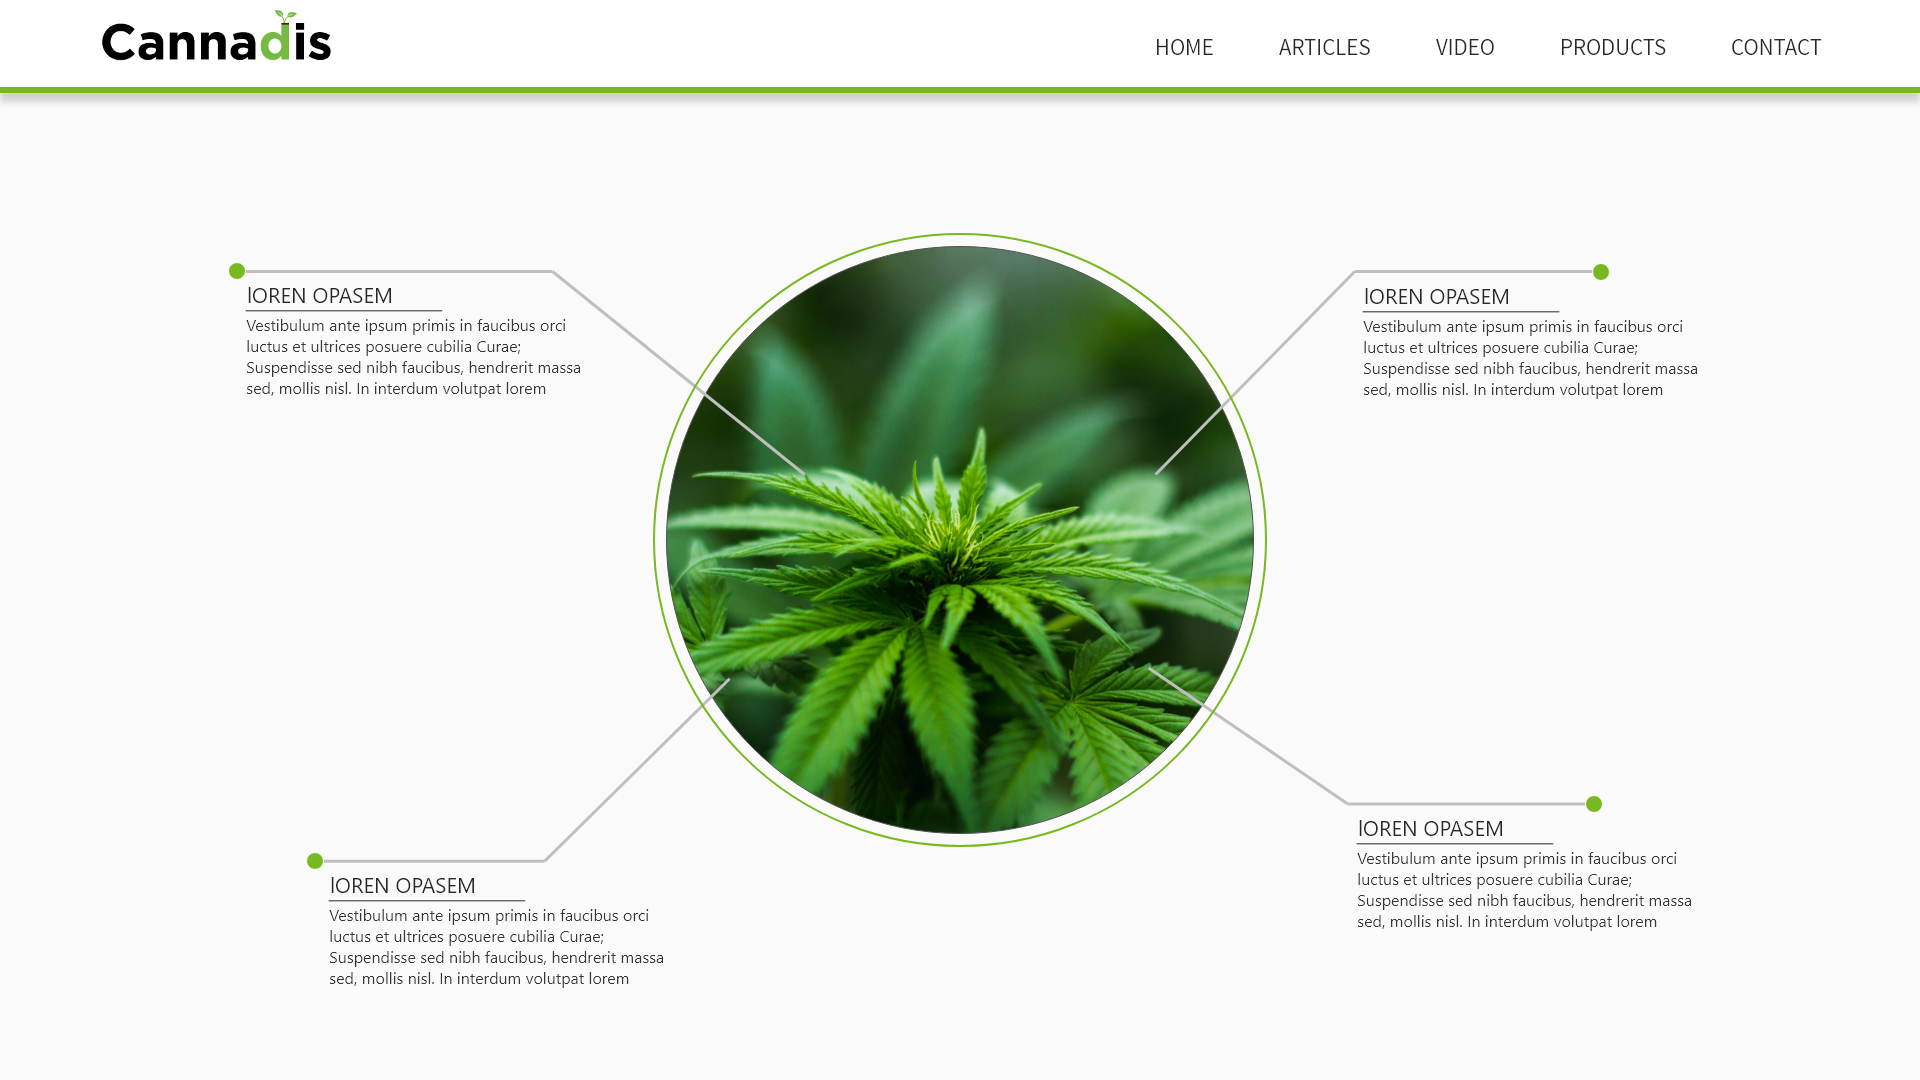 Cannadis
HOME
ARTICLES
VIDEO
PRODUCTS
CONTACT
lOREN OPASEM
Vestibulum ante ipsum primis in faucibus orci
luctus et ultrices posuere cubilia Curae;
Suspendisse sed nibh faucibus, hendrerit massa
sed, mollis nisl. In interdum volutpat lorem
lOREN OPASEM
Vestibulum ante ipsum primis in faucibus orci
luctus et ultrices posuere cubilia Curae;
Suspendisse sed nibh faucibus, hendrerit massa
sed, mollis nisl. In interdum volutpat lorem
lOREN OPASEM
Vestibulum ante ipsum primis in faucibus orci
luctus et ultrices posuere cubilia Curae;
Suspendisse sed nibh faucibus, hendrerit massa
sed, mollis nisl. In interdum volutpat lorem
lOREN OPASEM
Vestibulum ante ipsum primis in faucibus orci
luctus et ultrices posuere cubilia Curae;
Suspendisse sed nibh faucibus, hendrerit massa
sed, mollis nisl. In interdum volutpat lorem